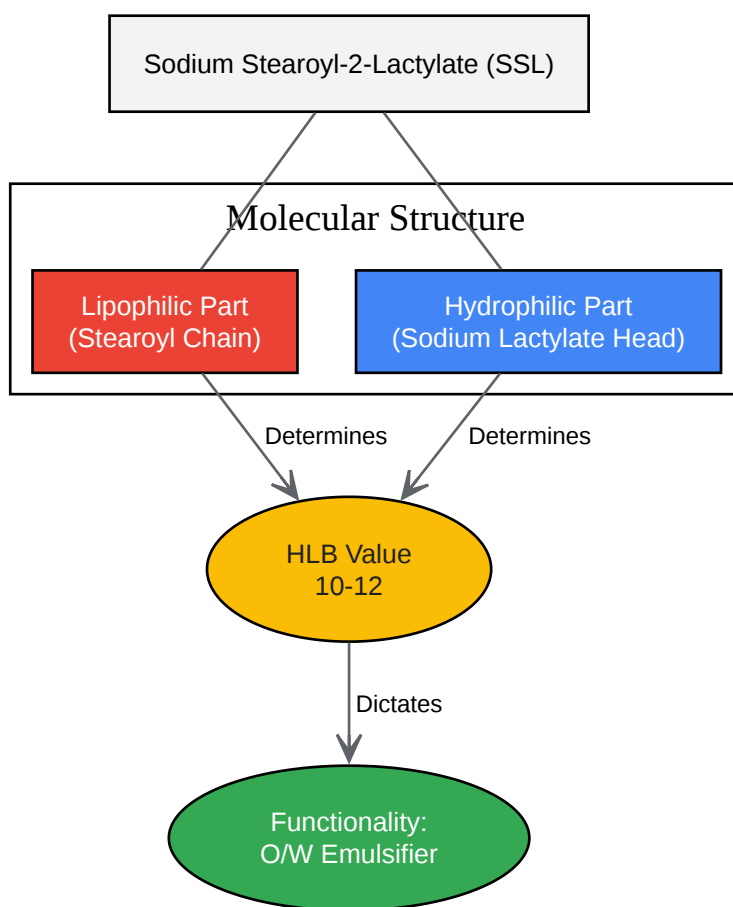 Sodium Stearoyl-2-Lactylate (SSL)
Molecular Structure
Lipophilic Part
(Stearoyl Chain)
Hydrophilic Part
(Sodium Lactylate Head)
Determines
Determines
HLB Value
10-12
Dictates
Functionality:
O/W Emulsifier